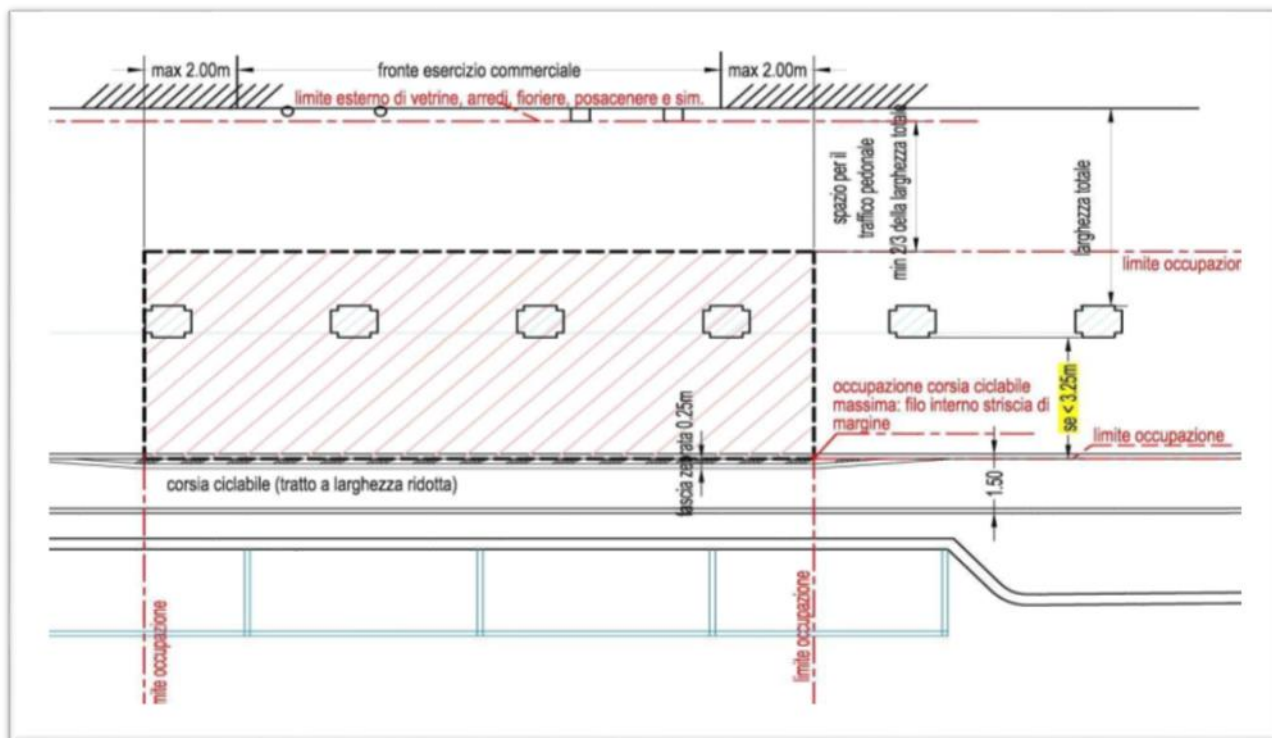 max 2.00m
fronte esercizio commerciale
max 2.00m
limite esterno di vetrine, arredi, fioriere, posacenere e sim.
spazio per il
traffico pedonale
min 2/3 della larghezza totale
larghezza totale
limite occupazion
occupazione corsia ciclabile
massima: filo interno striscia di
margine
se < 3.25m
limite occupazione
fascia zebrata 0.25m
corsia ciclabile (tratto a larghezza ridotta)
1.50
mite occupazione
limite occupazione